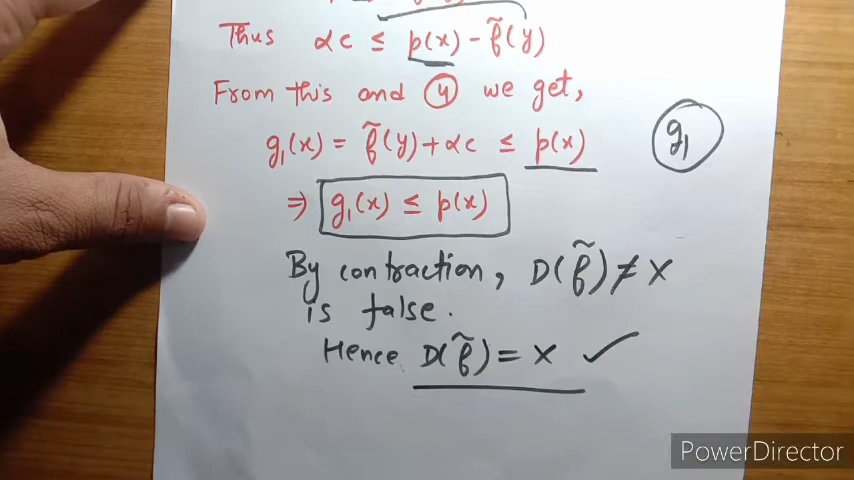 Thus αc ≤ p(x) - f̃(y)
From this and ④ we get,
g₁(x) = f̃(y) + αc ≤ p(x)
g₁
⇒ g₁(x) ≤ p(x)
By contraction, D(f̃) ≠ X
is false.
Hence D(f̃) = X ✓
PowerDirector